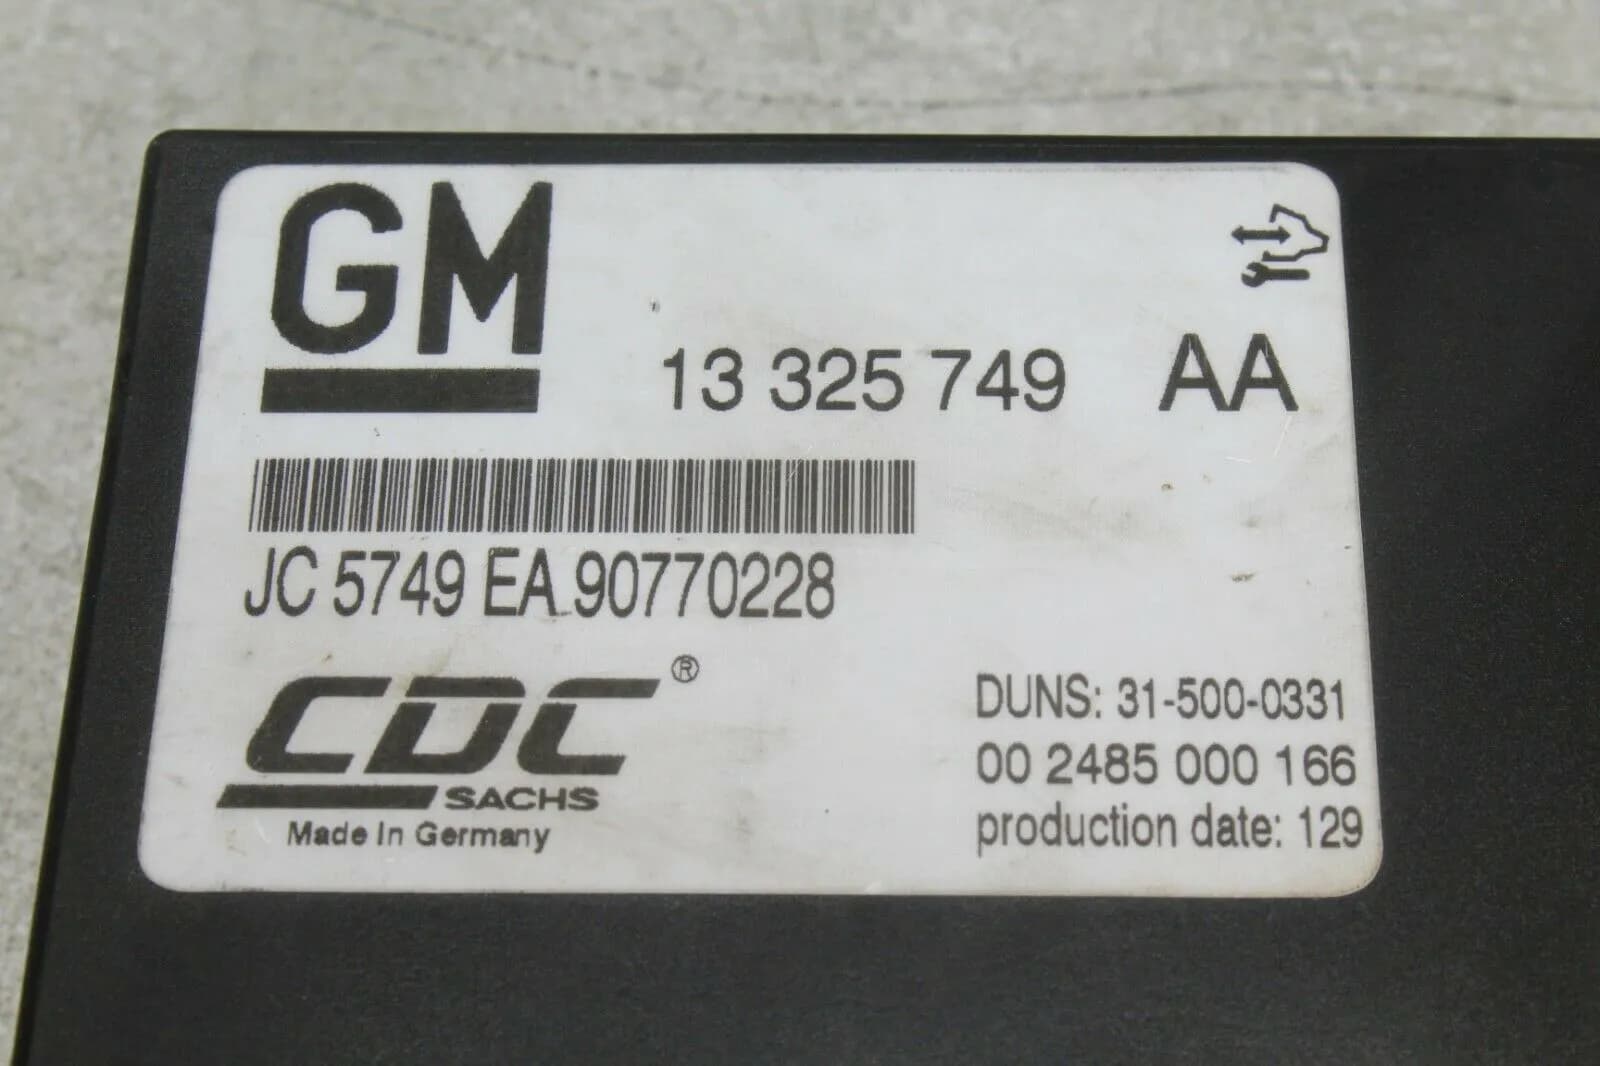 GM
13 325 749 AA
JC 5749 EA 90770228
CDC®
SACHS
Made In Germany
DUNS: 31-500-0331
00 2485 000 166
production date: 129